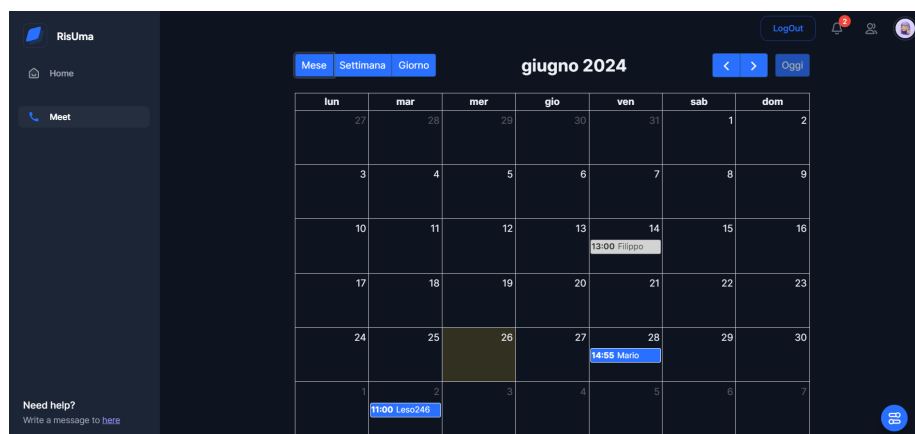 RisUma
LogOut
2
Home
Meet
Mese Settimana Giorno
giugno 2024
Oggi
lun mar mer gio ven sab dom
27 28 29 30 31 1 2
3 4 5 6 7 8 9
10 11 12 13 14 15 16
13:00 Filippo
17 18 19 20 21 22 23
24 25 26 27 28 29 30
14:55 Mario
1 2 3 4 5 6 7
11:00 Leso246
Need help?
Write a message to here